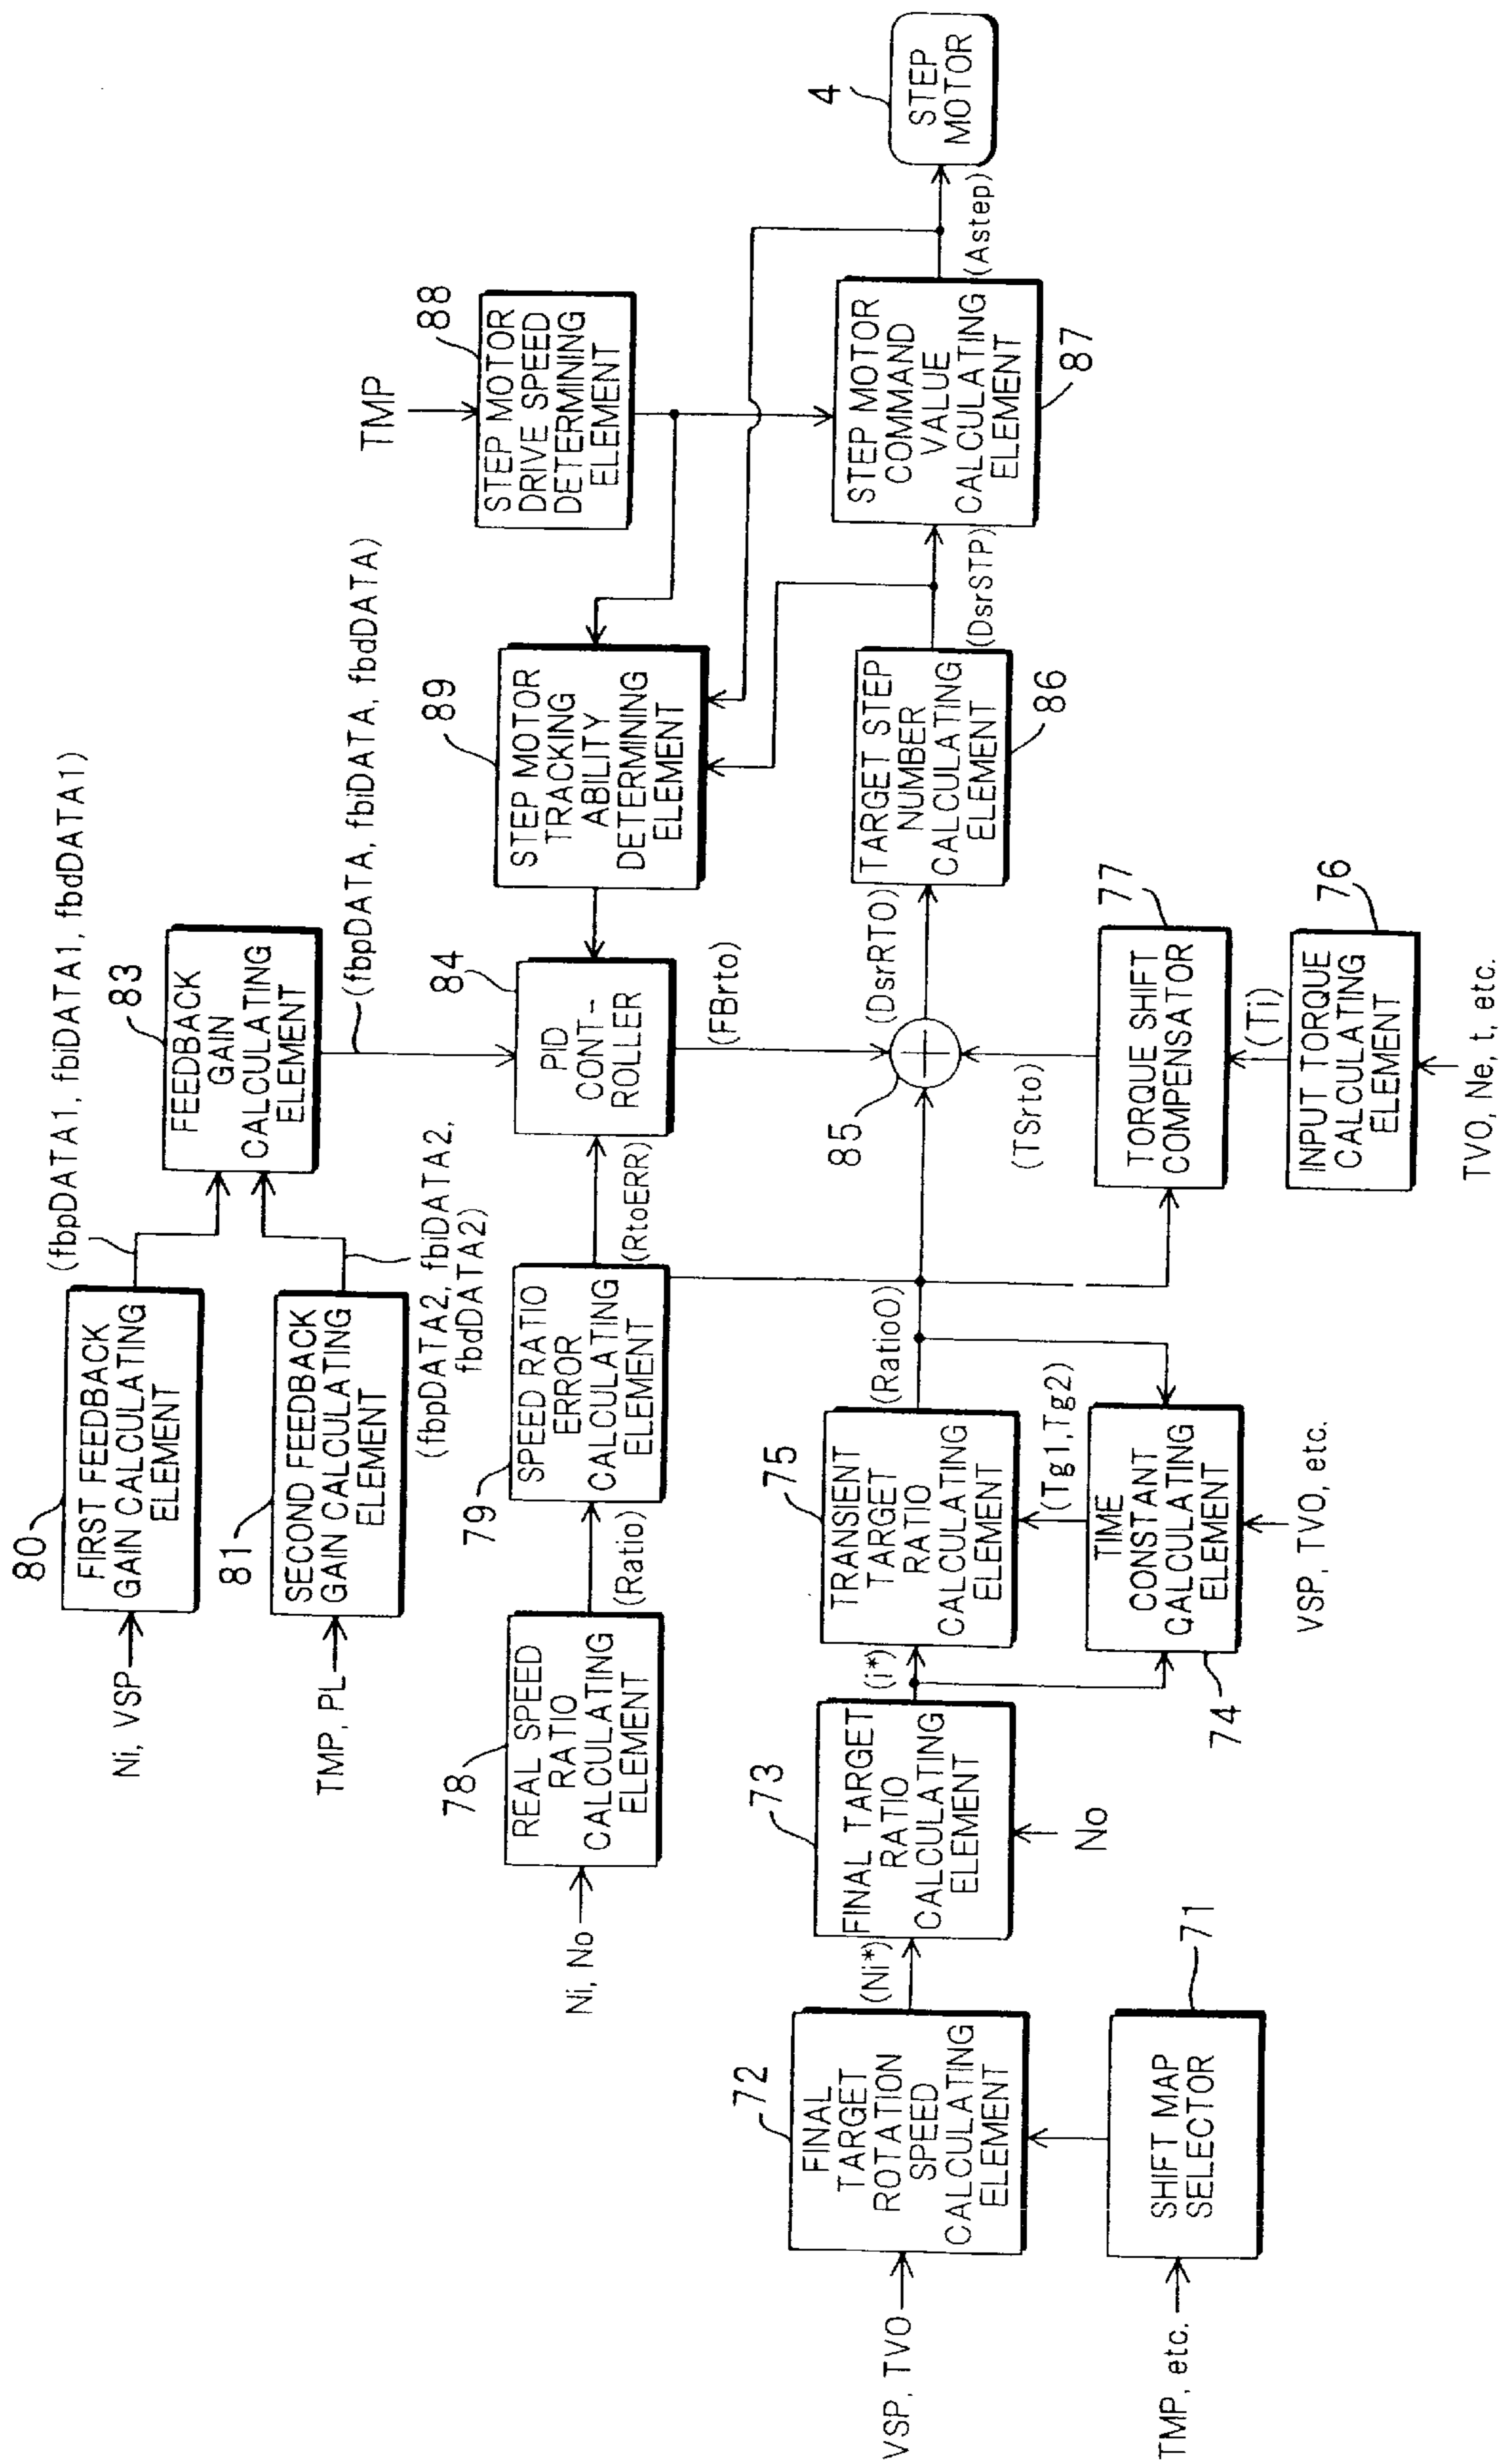 80
FIRST FEEDBACK
GAIN CALCULATING
ELEMENT
Ni, VSP
(fbpDATA1, fbiDATA1, fbdDATA1)
81
SECOND FEEDBACK
GAIN CALCULATING
ELEMENT
TMP, PL
(fbpDATA2, fbiDATA2,
fbdDATA2)
83
FEEDBACK
GAIN
CALCULATING
ELEMENT
(fbpDATA, fbiDATA, fbdDATA)
TMP
88
STEP MOTOR
DRIVE SPEED
DETERMINING
ELEMENT
78
REAL SPEED
RATIO
CALCULATING
ELEMENT
Ni, No
(Ratio)
79
SPEED RATIO
ERROR
CALCULATING
ELEMENT
(RtoERR)
84
PID
CONT-
ROLLER
(FBrto)
89
STEP MOTOR
TRACKING
ABILITY
DETERMINING
ELEMENT
72
FINAL
TARGET
ROTATION
SPEED
CALCULATING
ELEMENT
VSP, TVO
(Ni*)
73
FINAL TARGET
RATIO
CALCULATING
ELEMENT
No
(i*)
75
TRANSIENT
TARGET
RATIO
CALCULATING
ELEMENT
(RatioO)
(Tg1,Tg2)
85
(DsrRTO)
86
TARGET STEP
NUMBER
CALCULATING
ELEMENT
(DsrSTP)
87
STEP MOTOR
COMMAND
VALUE
CALCULATING
ELEMENT
(Astep)
4
STEP
MOTOR
71
SHIFT MAP
SELECTOR
TMP, etc.
74
TIME
CONSTANT
CALCULATING
ELEMENT
VSP, TVO, etc.
(TSrto)
77
TORQUE SHIFT
COMPENSATOR
(Ti)
76
INPUT TORQUE
CALCULATING
ELEMENT
TVO, Ne, t, etc.